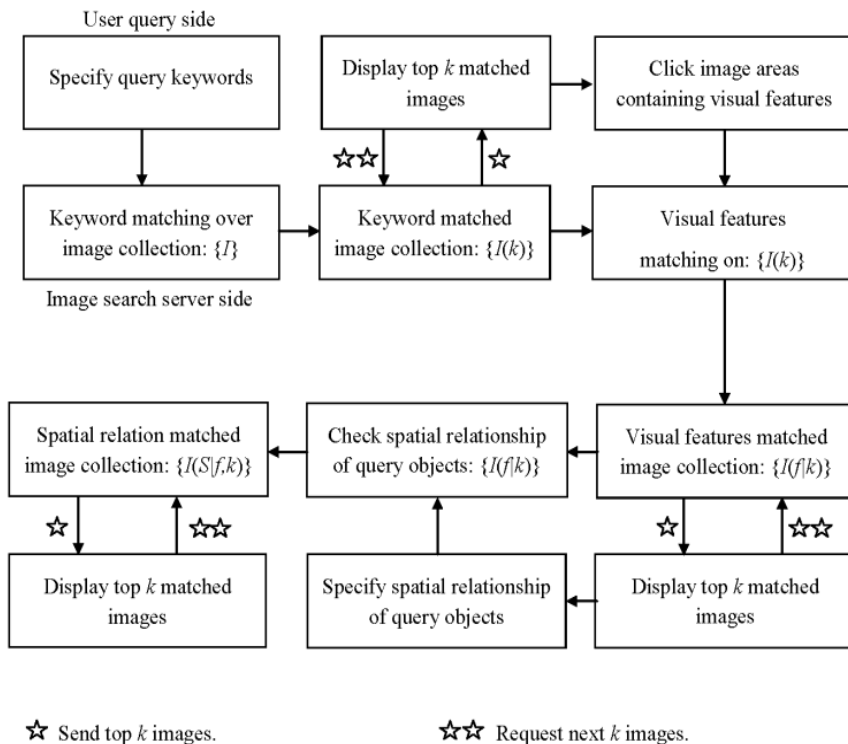 User query side
Specify query keywords
Display top k matched
images
Click image areas
containing visual features
☆☆
☆
Keyword matching over
image collection: {I}
Keyword matched
image collection: {I(k)}
Visual features
matching on: {I(k)}
Image search server side
Spatial relation matched
image collection: {I(S|f,k)}
Check spatial relationship
of query objects: {I(f|k)}
Visual features matched
image collection: {I(f|k)}
☆
☆☆
☆
☆☆
Display top k matched
images
Specify spatial relationship
of query objects
Display top k matched
images
☆ Send top k images.
☆☆ Request next k images.